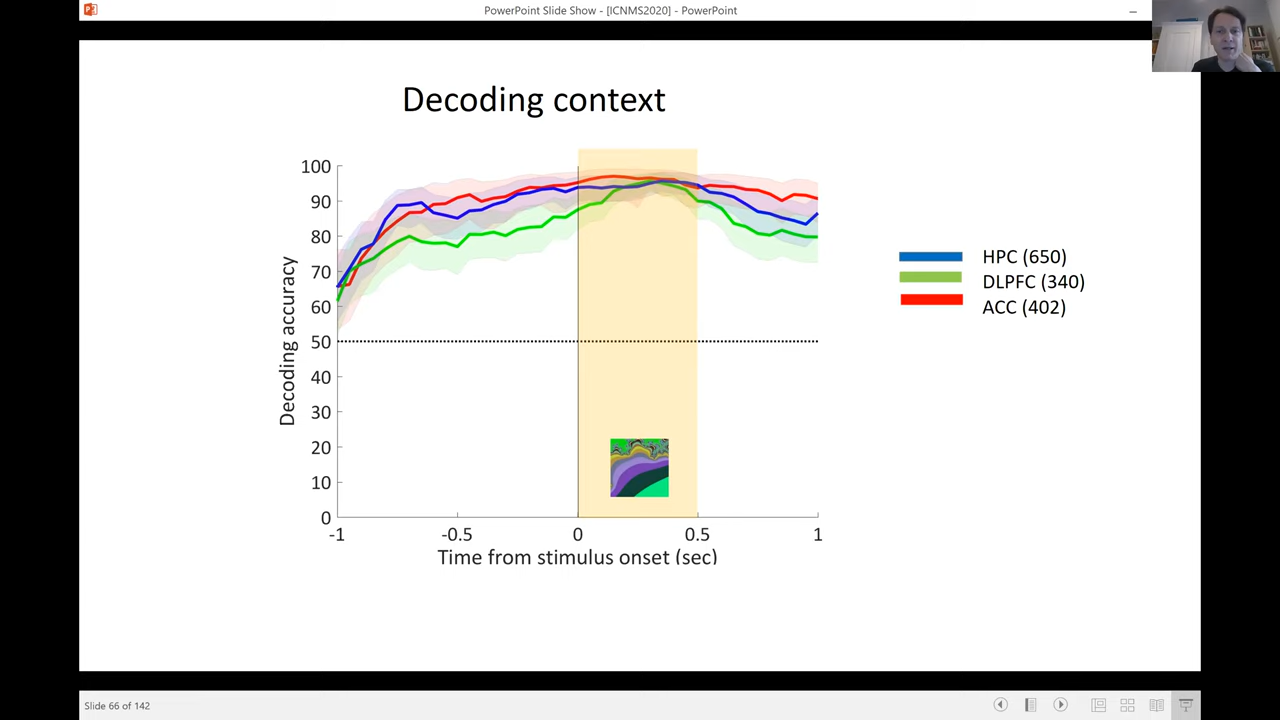 PowerPoint Slide Show - [ICNMS2020] - PowerPoint
Decoding context
100
90
80
70
60
50
40
30
20
10
0
Decoding accuracy
-1
-0.5
0
0.5
1
Time from stimulus onset (sec)
HPC (650)
DLPFC (340)
ACC (402)
Slide 66 of 142